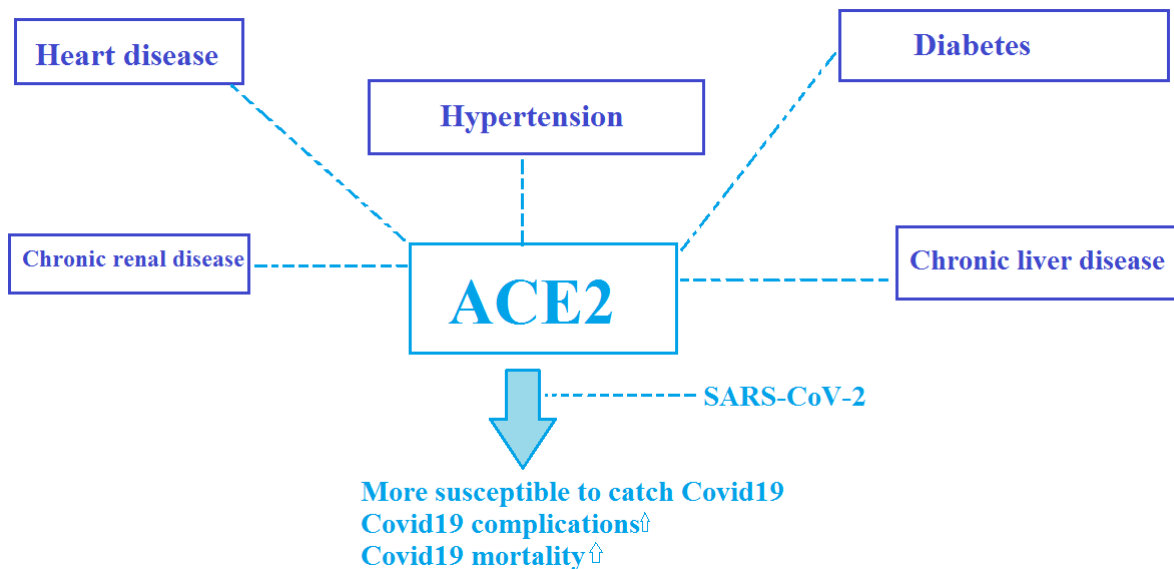 Heart disease
Diabetes
Hypertension
Chronic renal disease
Chronic liver disease
ACE2
SARS-CoV-2
More susceptible to catch Covid19
Covid19 complications⇧
Covid19 mortality⇧